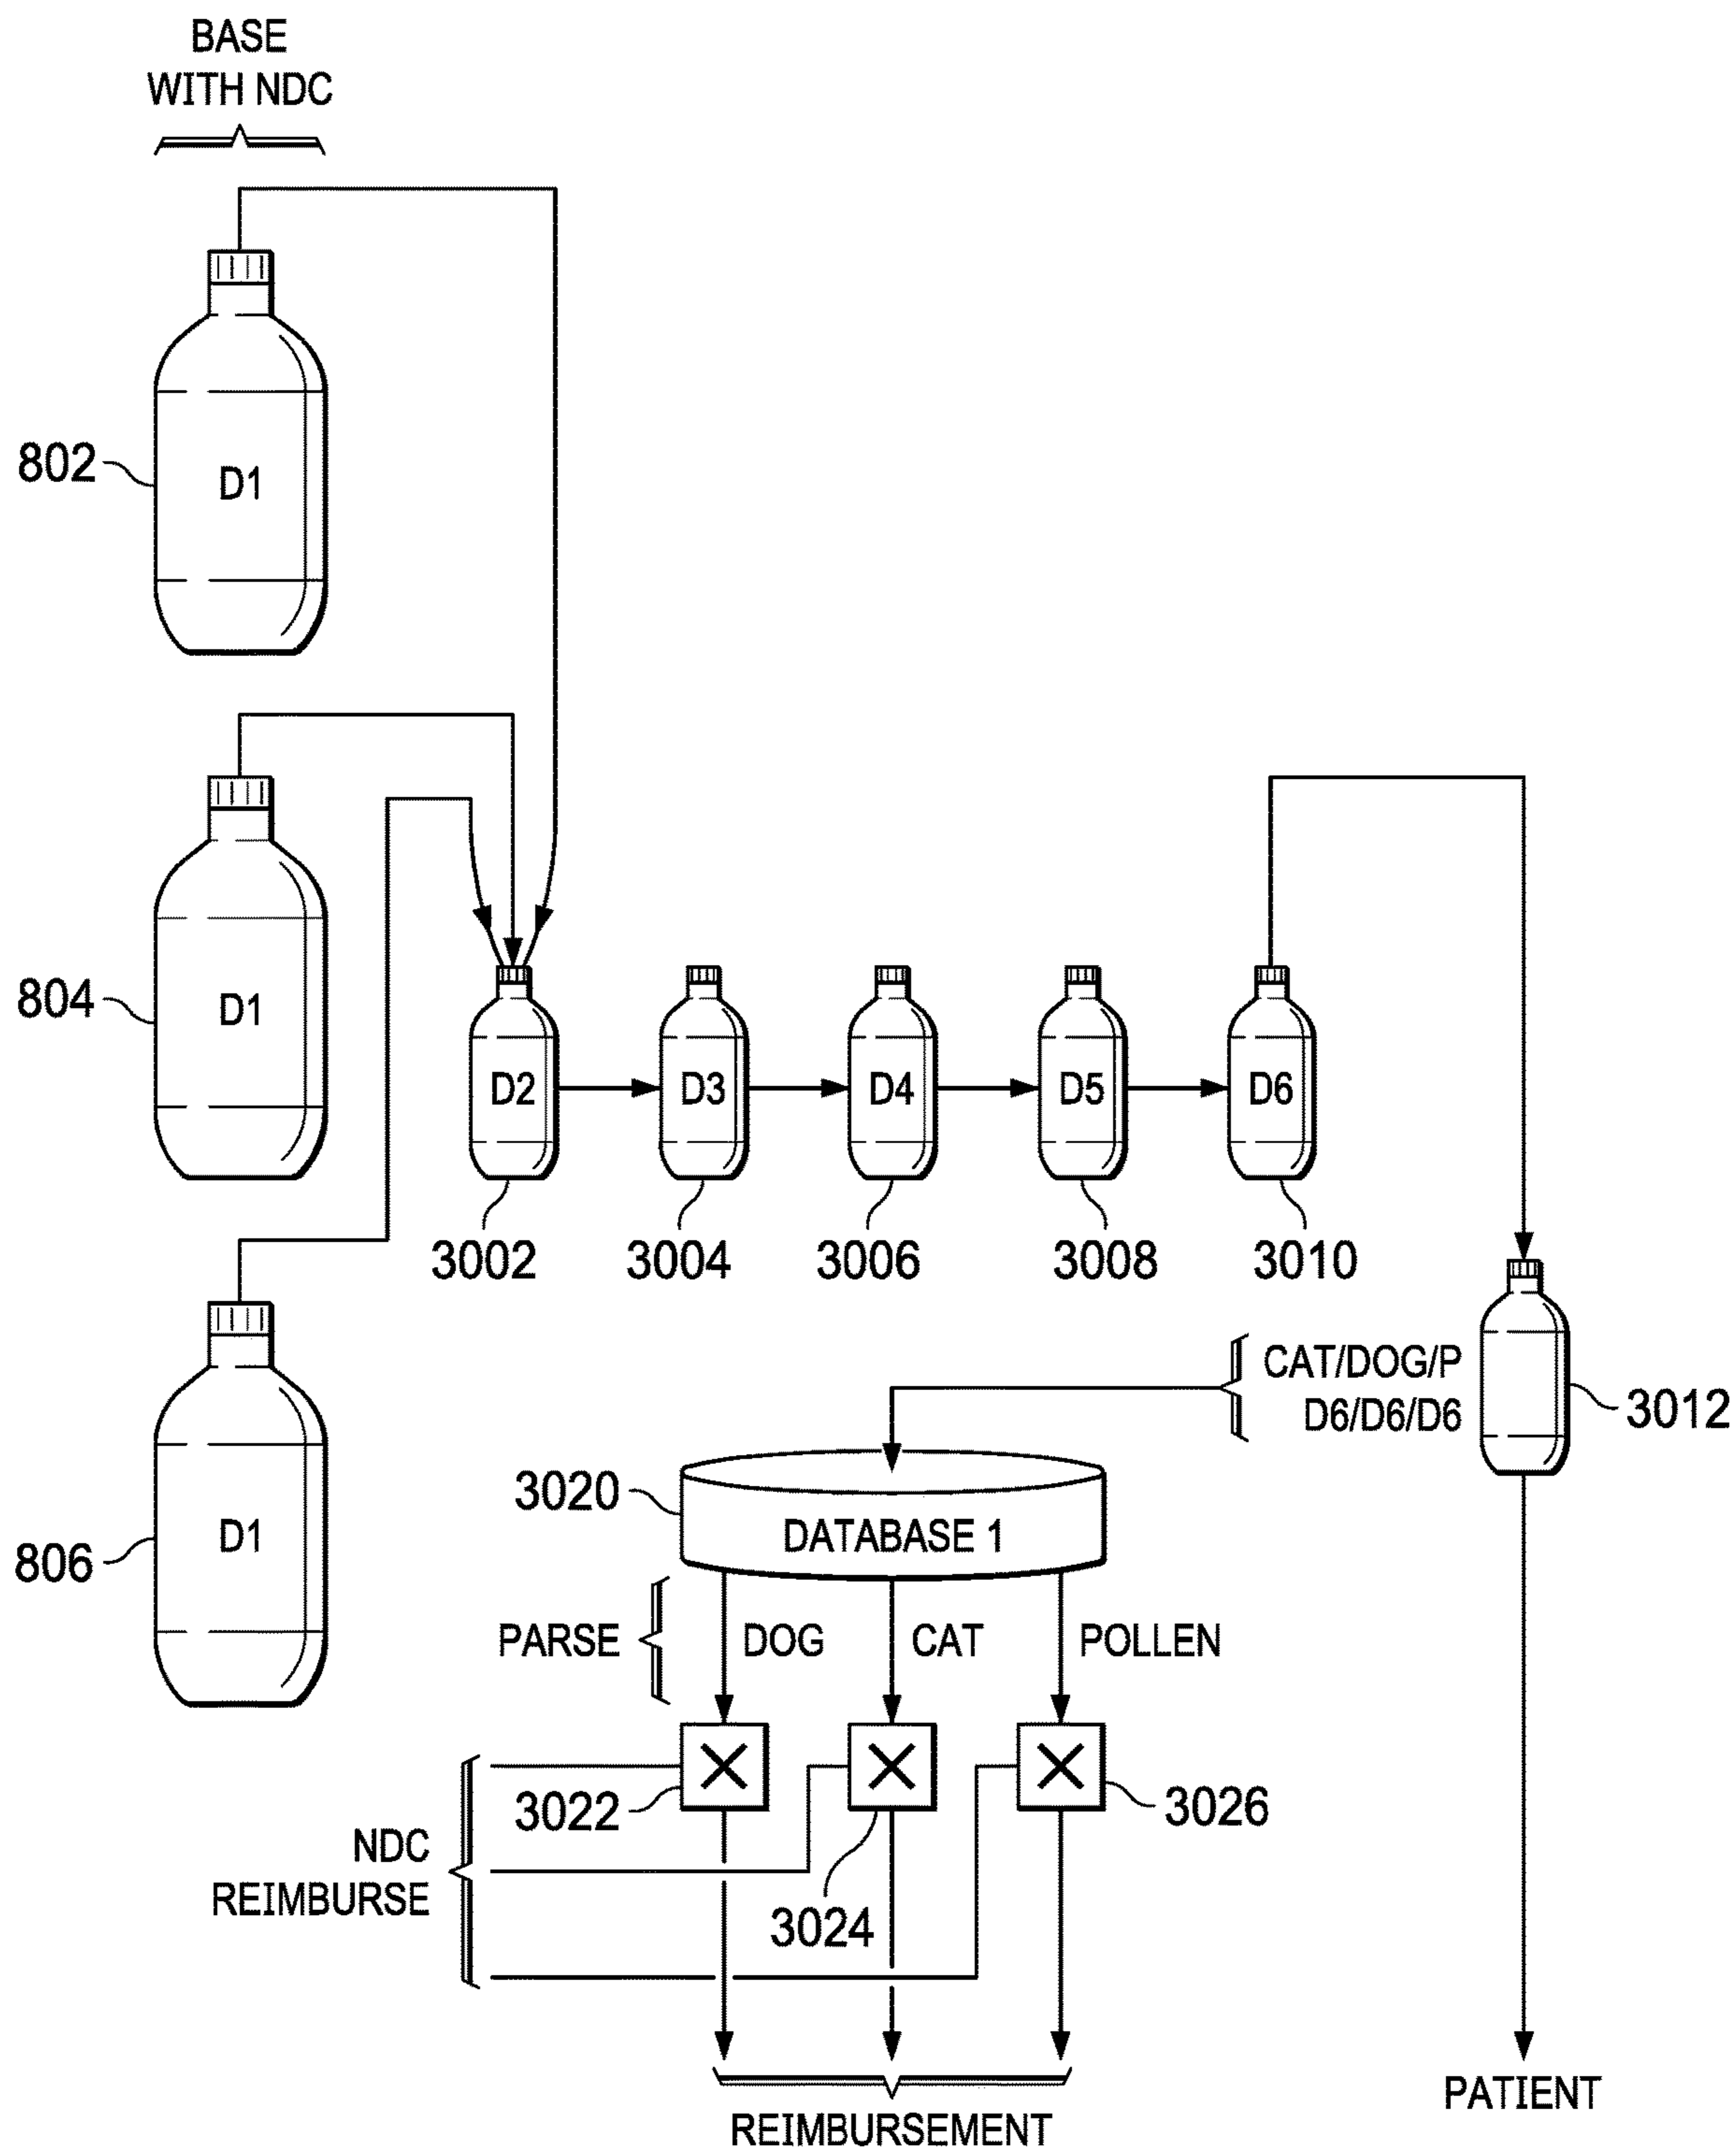 BASE
WITH NDC
802
D1
804
D1
D2
D3
D4
D5
D6
3002
3004
3006
3008
3010
806
D1
CAT/DOG/P
D6/D6/D6
3012
3020
DATABASE 1
PARSE
DOG
CAT
POLLEN
3022
3026
NDC
REIMBURSE
3024
REIMBURSEMENT
PATIENT